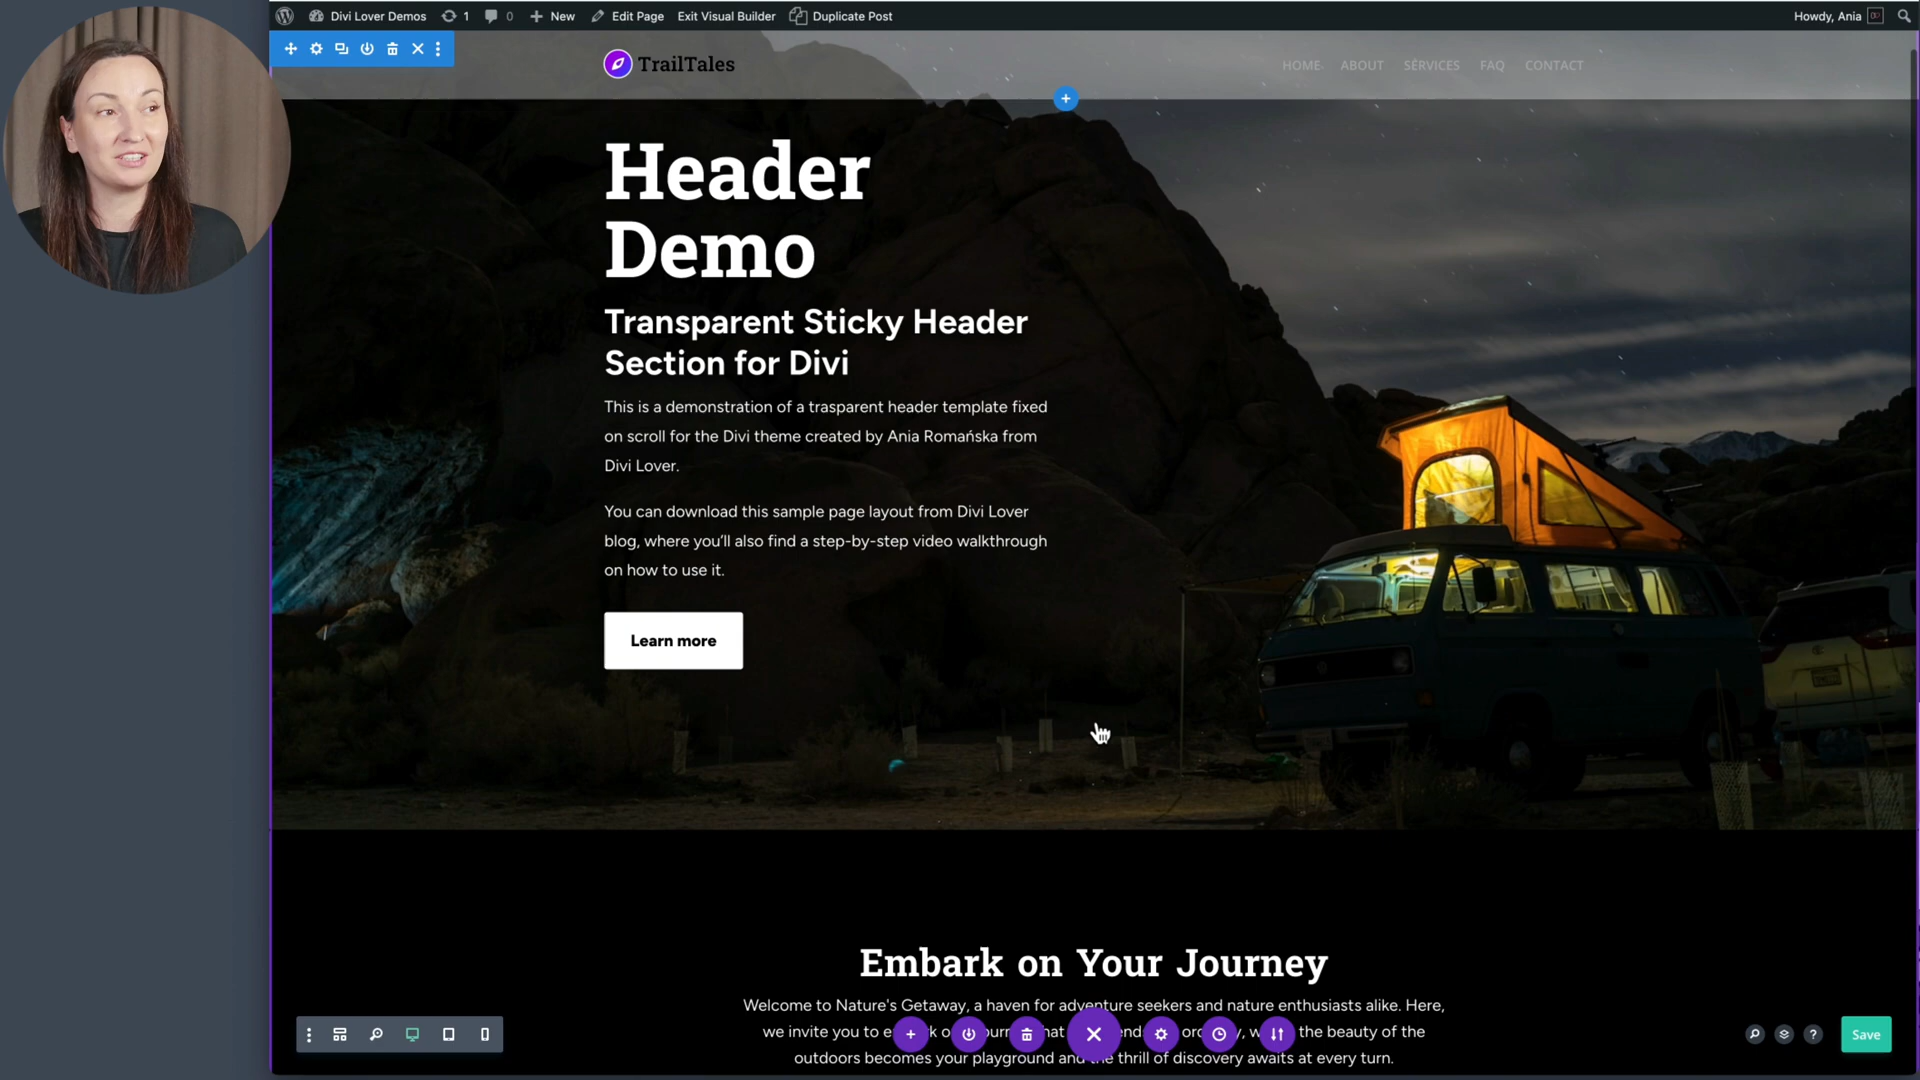 Divi Lover Demos 1 0 New Edit Page Exit Visual Builder Duplicate Post Howdy, Ania
TrailTales
HOME ABOUT SERVICES FAQ CONTACT
Header
Demo
Transparent Sticky Header
Section for Divi
This is a demonstration of a trasparent header template fixed
on scroll for the Divi theme created by Ania Romańska from
Divi Lover.
You can download this sample page layout from Divi Lover
blog, where you'll also find a step-by-step video walkthrough
on how to use it.
Learn more
Embark on Your Journey
Welcome to Nature's Getaway, a haven for adventure seekers and nature enthusiasts alike. Here,
we invite you to the beauty of the
outdoors becomes your playground and the thrill of discovery awaits at every turn.
Save